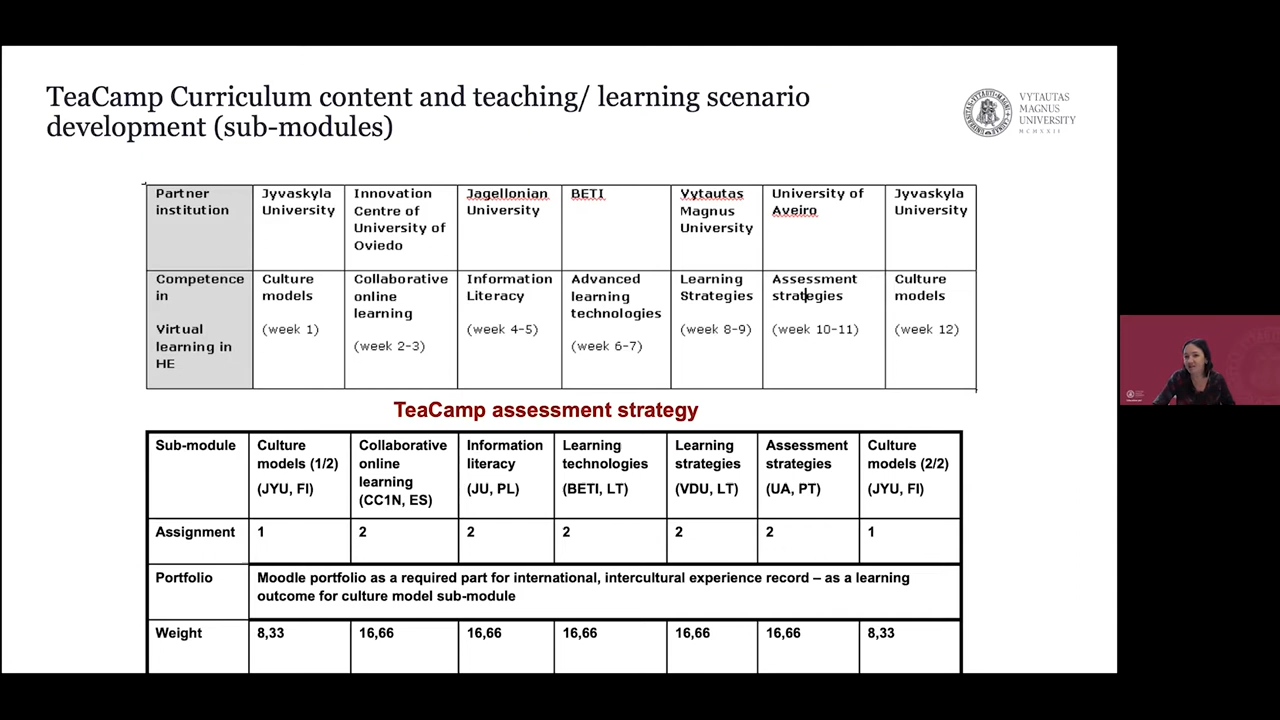 TeaCamp Curriculum content and teaching/ learning scenario
development (sub-modules)
VYTAUTAS
MAGNUS
UNIVERSITY
MCMXXII
Partner institution | Jyvaskyla University | Innovation Centre of University of Oviedo | Jagellonian University | BETI | Vytautas Magnus University | University of Aveiro | Jyvaskyla University
Competence in Virtual learning in HE | Culture models (week 1) | Collaborative online learning (week 2-3) | Information Literacy (week 4-5) | Advanced learning technologies (week 6-7) | Learning Strategies (week 8-9) | Assessment strategies (week 10-11) | Culture models (week 12)
TeaCamp assessment strategy
Sub-module | Culture models (1/2) (JYU, FI) | Collaborative online learning (CC1N, ES) | Information literacy (JU, PL) | Learning technologies (BETI, LT) | Learning strategies (VDU, LT) | Assessment strategies (UA, PT) | Culture models (2/2) (JYU, FI)
Assignment | 1 | 2 | 2 | 2 | 2 | 2 | 1
Portfolio | Moodle portfolio as a required part for international, intercultural experience record – as a learning outcome for culture model sub-module
Weight | 8,33 | 16,66 | 16,66 | 16,66 | 16,66 | 16,66 | 8,33